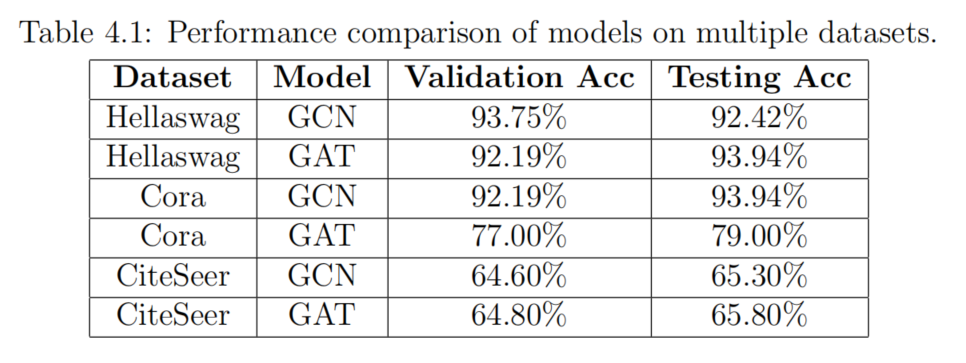 Table 4.1: Performance comparison of models on multiple datasets.
Dataset Model Validation Acc Testing Acc
Hellaswag GCN 93.75% 92.42%
Hellaswag GAT 92.19% 93.94%
Cora GCN 92.19% 93.94%
Cora GAT 77.00% 79.00%
CiteSeer GCN 64.60% 65.30%
CiteSeer GAT 64.80% 65.80%